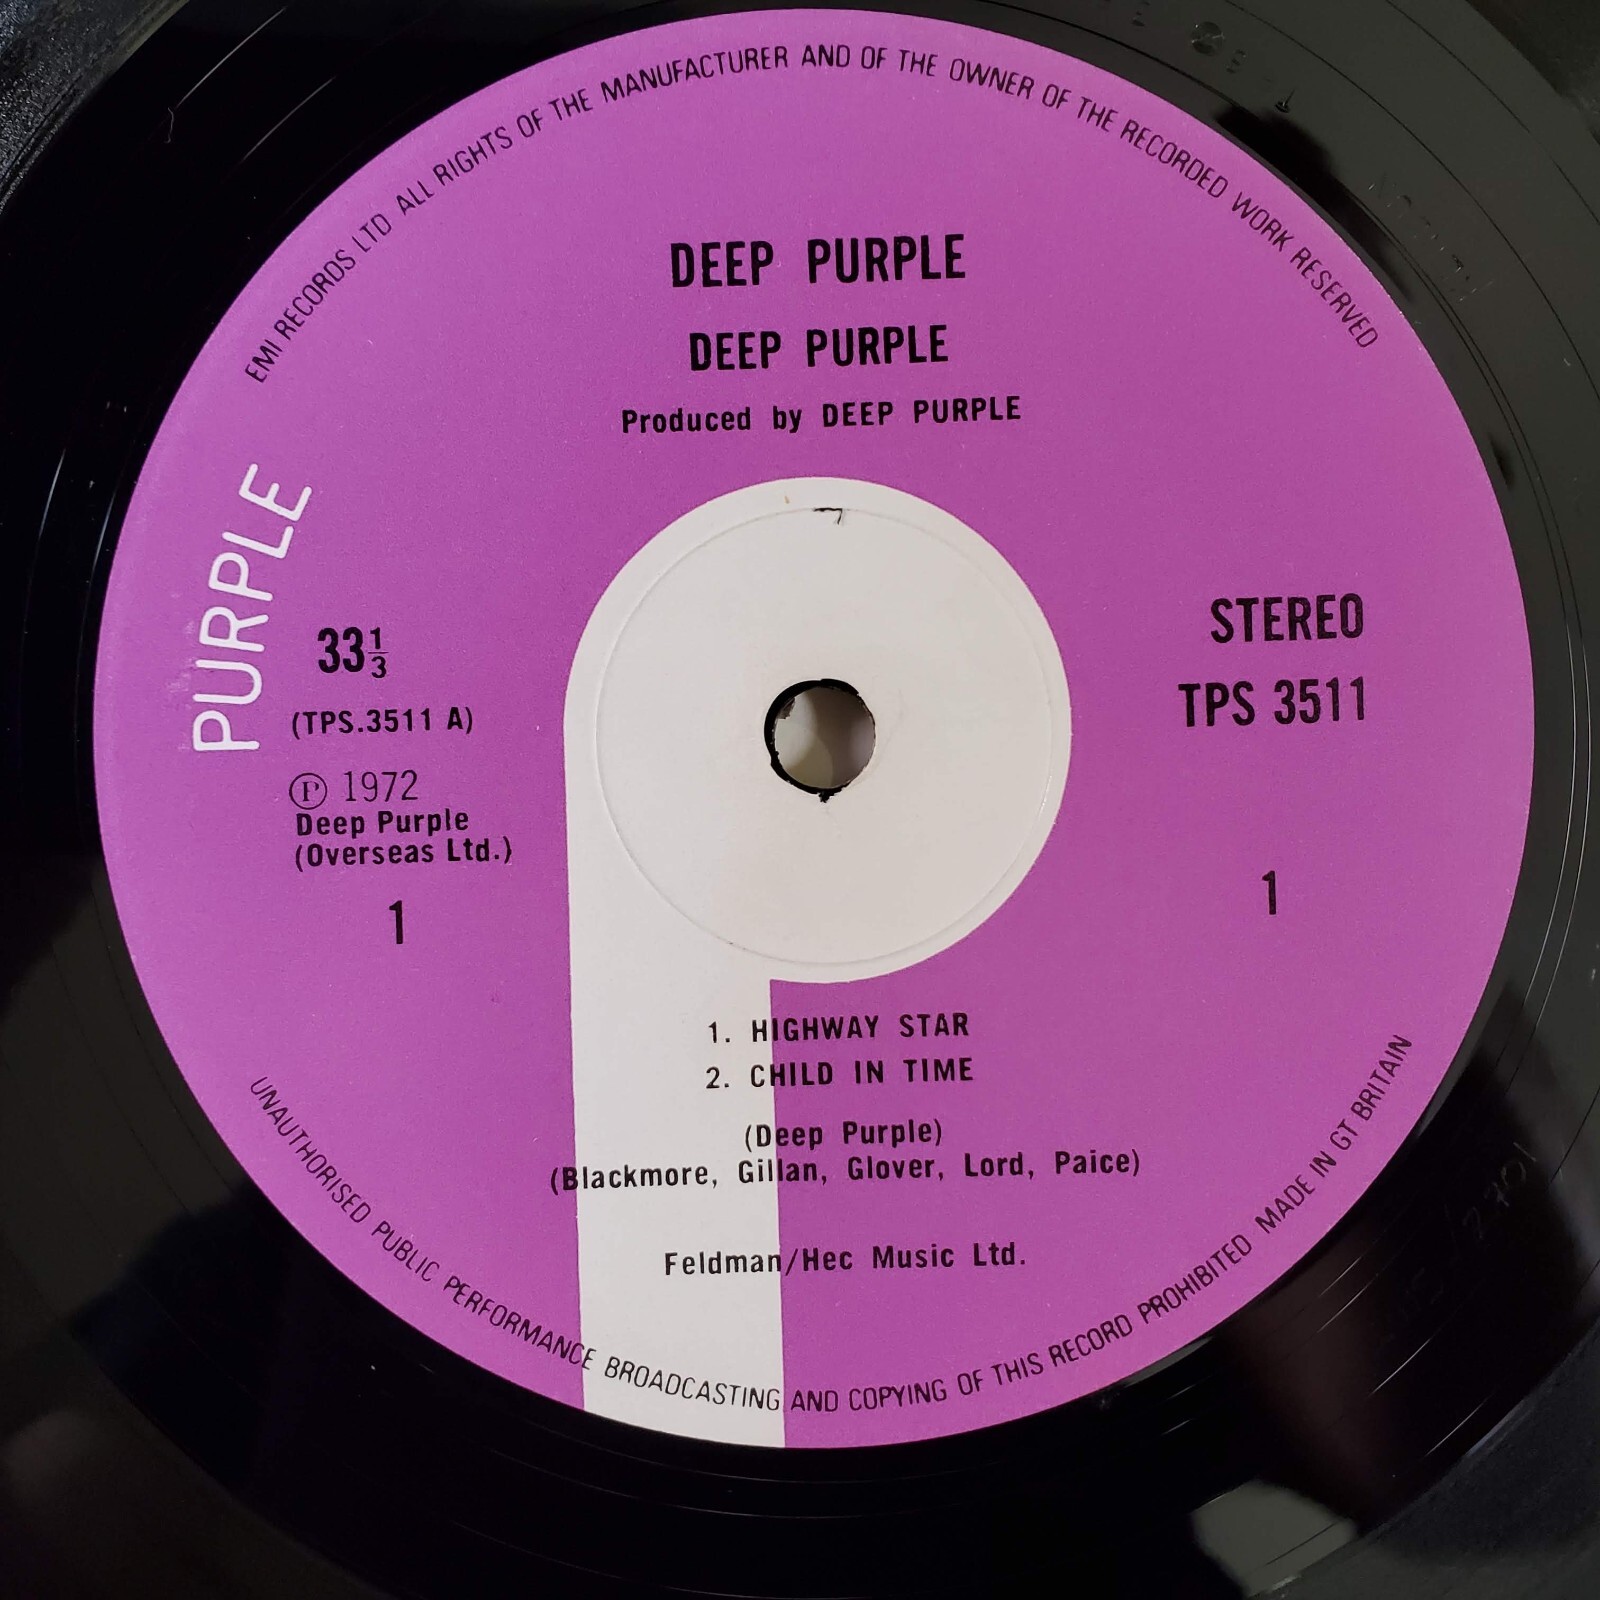 EMI RECORDS LTD ALL RIGHTS OF THE MANUFACTURER AND OF THE OWNER OF THE RECORDED WORK RESERVED
DEEP PURPLE
DEEP PURPLE
Produced by DEEP PURPLE
PURPLE
33⅓
(TPS.3511 A)
Ⓟ 1972
Deep Purple
(Overseas Ltd.)
1
STEREO
TPS 3511
1
1. HIGHWAY STAR
2. CHILD IN TIME
(Deep Purple)
(Blackmore, Gillan, Glover, Lord, Paice)
Feldman/Hec Music Ltd.
UNAUTHORISED PUBLIC PERFORMANCE BROADCASTING AND COPYING OF THIS RECORD PROHIBITED MADE IN GT BRITAIN